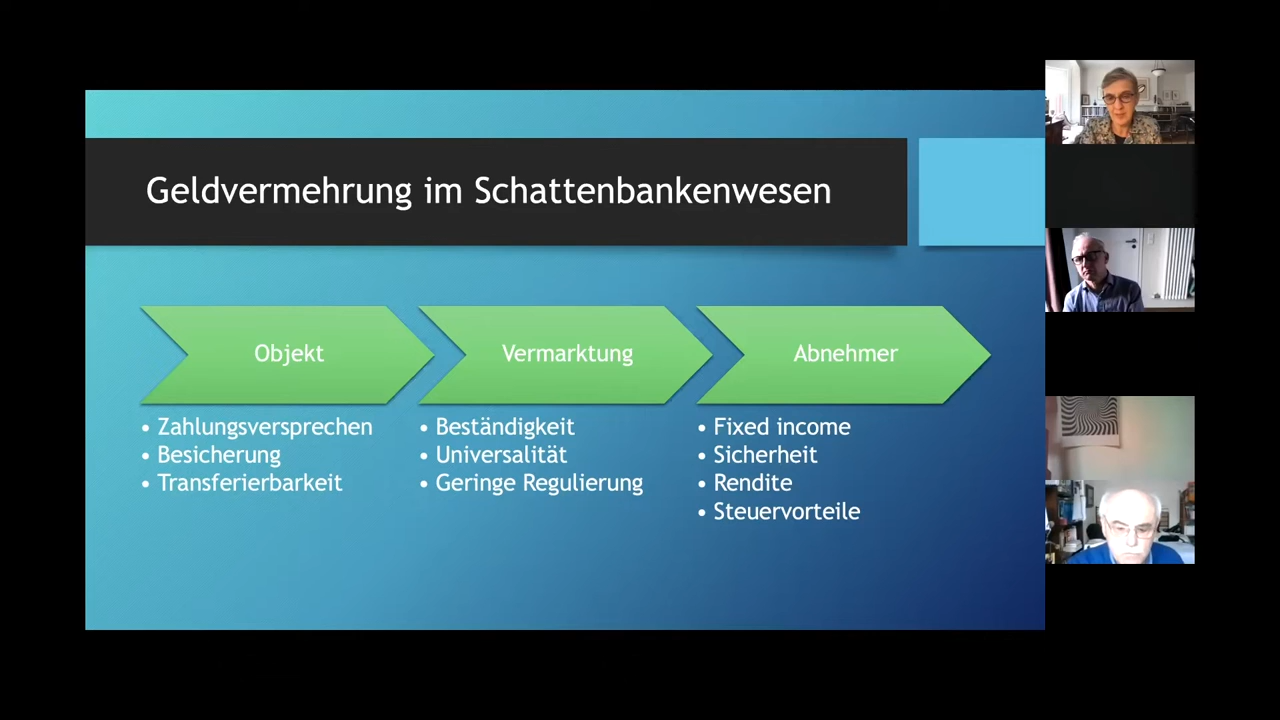 Geldvermehrung im Schattenbankenwesen
Objekt
Vermarktung
Abnehmer
• Zahlungsversprechen
• Besicherung
• Transferierbarkeit
• Beständigkeit
• Universalität
• Geringe Regulierung
• Fixed income
• Sicherheit
• Rendite
• Steuervorteile